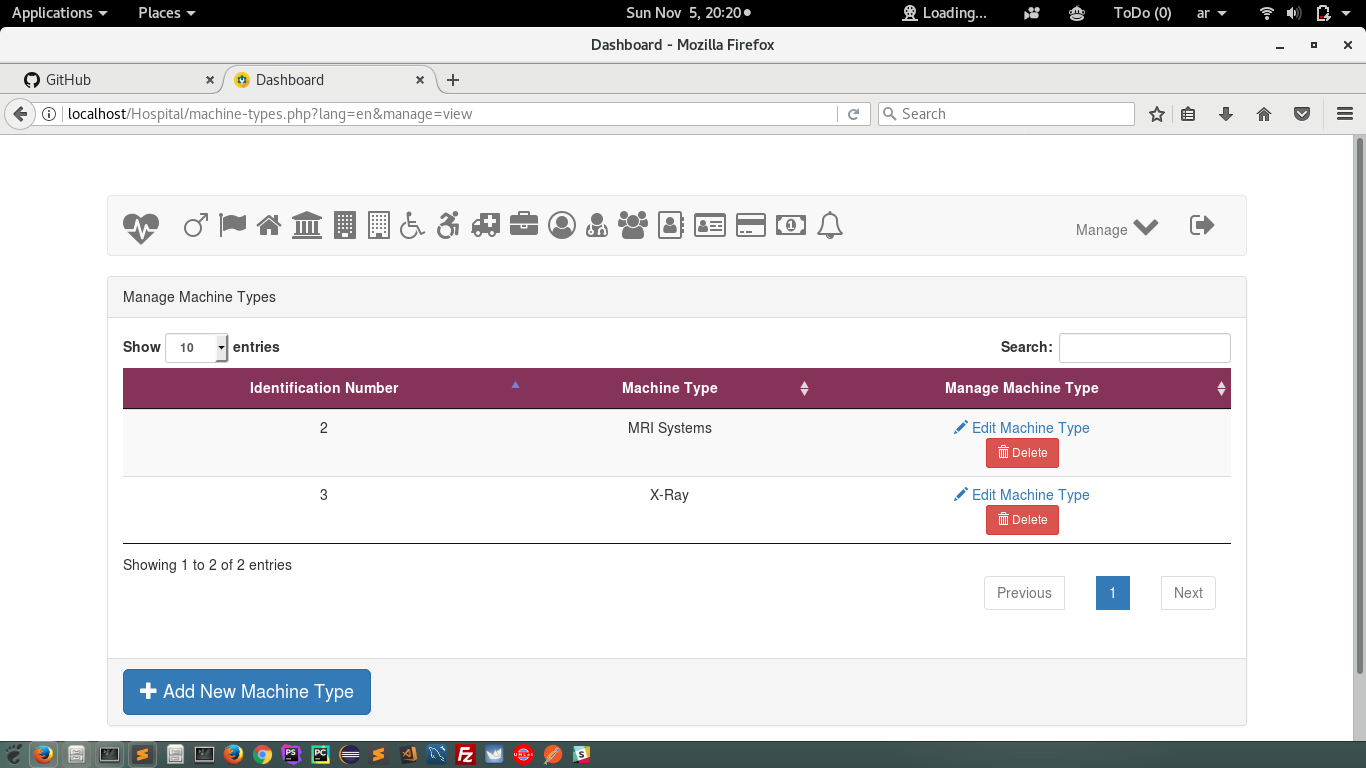 Applications Places Sun Nov 5, 20:20 Loading... ToDo (0) ar
Dashboard - Mozilla Firefox
GitHub Dashboard
localhost/Hospital/machine-types.php?lang=en&manage=view Search
Manage
Manage Machine Types
Show 10 entries Search:
Identification Number Machine Type Manage Machine Type
2 MRI Systems Edit Machine Type
Delete
3 X-Ray Edit Machine Type
Delete
Showing 1 to 2 of 2 entries
Previous 1 Next
Add New Machine Type